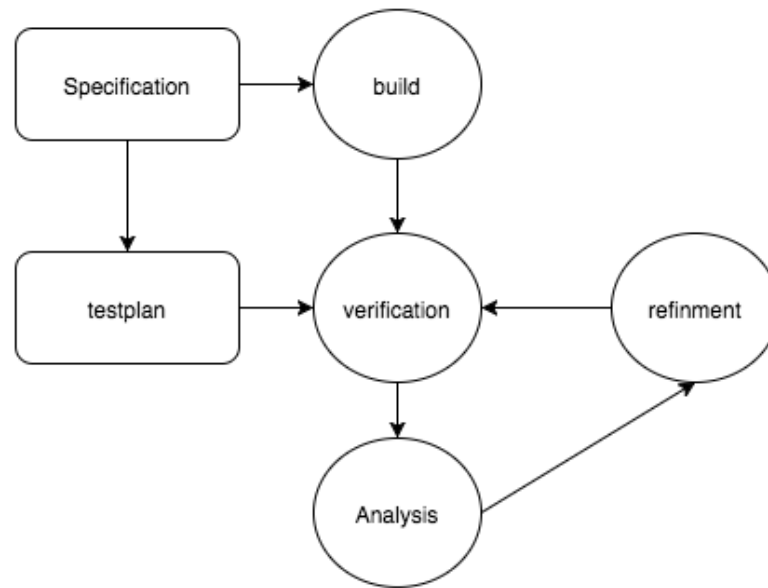 Specification
build
testplan
verification
refinment
Analysis